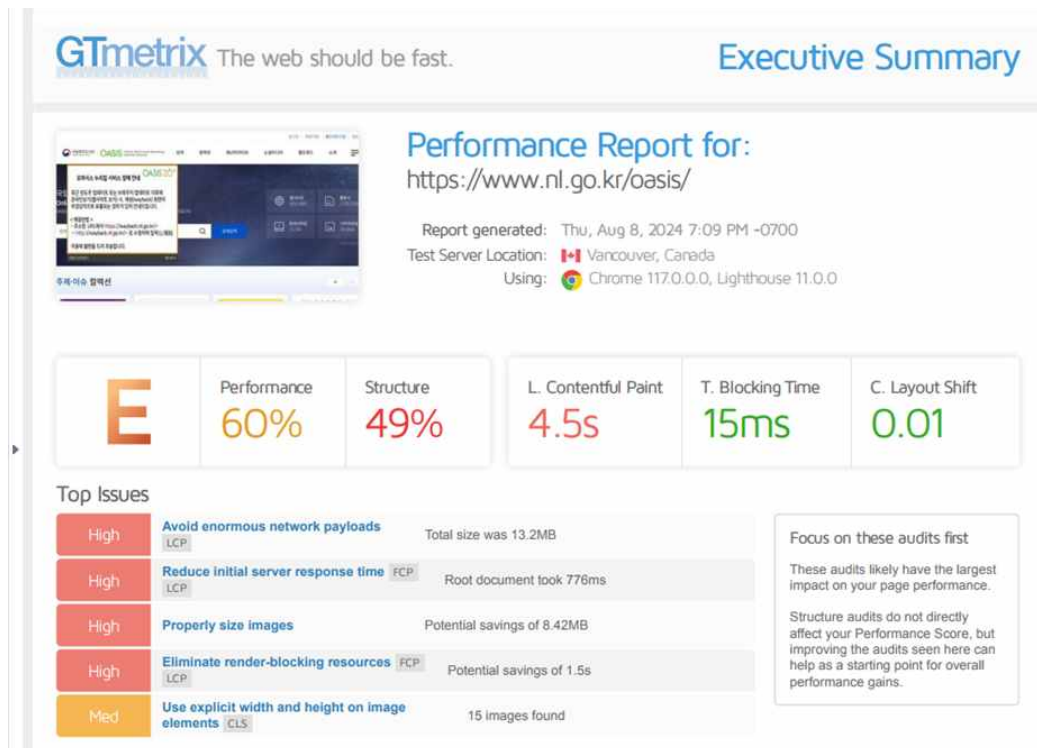 GTmetrix The web should be fast.
Executive Summary
OASIS
OASIS
주제·이슈 컬렉션
Performance Report for:
https://www.nl.go.kr/oasis/
Report generated: Thu, Aug 8, 2024 7:09 PM -0700
Test Server Location: Vancouver, Canada
Using: Chrome 117.0.0.0, Lighthouse 11.0.0
E
Performance
60%
Structure
49%
L. Contentful Paint
4.5s
T. Blocking Time
15ms
C. Layout Shift
0.01
Top Issues
High
Avoid enormous network payloads
LCP
Total size was 13.2MB
High
Reduce initial server response time FCP
LCP
Root document took 776ms
High
Properly size images
Potential savings of 8.42MB
High
Eliminate render-blocking resources FCP
LCP
Potential savings of 1.5s
Med
Use explicit width and height on image
elements CLS
15 images found
Focus on these audits first
These audits likely have the largest
impact on your page performance.
Structure audits do not directly
affect your Performance Score, but
improving the audits seen here can
help as a starting point for overall
performance gains.